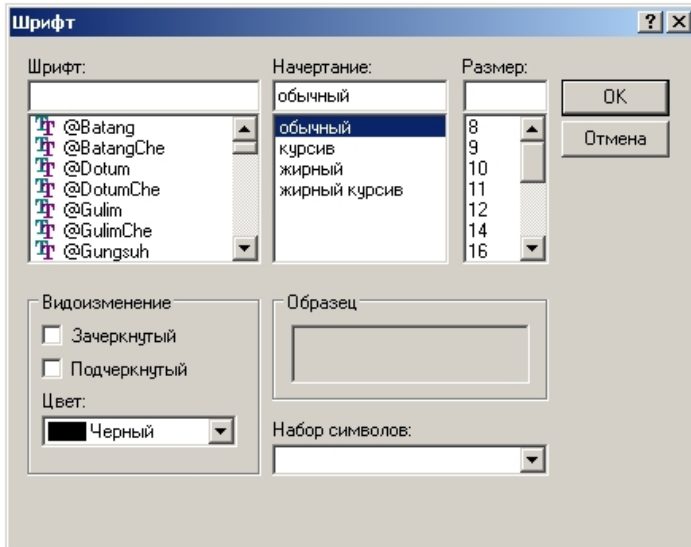 Шрифт
Шрифт:
Начертание:
Размер:
обычный
OK
Отмена
@Batang
@BatangChe
@Dotum
@DotumChe
@Gulim
@GulimChe
@Gungsuh
обычный
курсив
жирный
жирный курсив
8
9
10
11
12
14
16
Видоизменение
Зачеркнутый
Подчеркнутый
Цвет:
Черный
Образец
Набор символов: